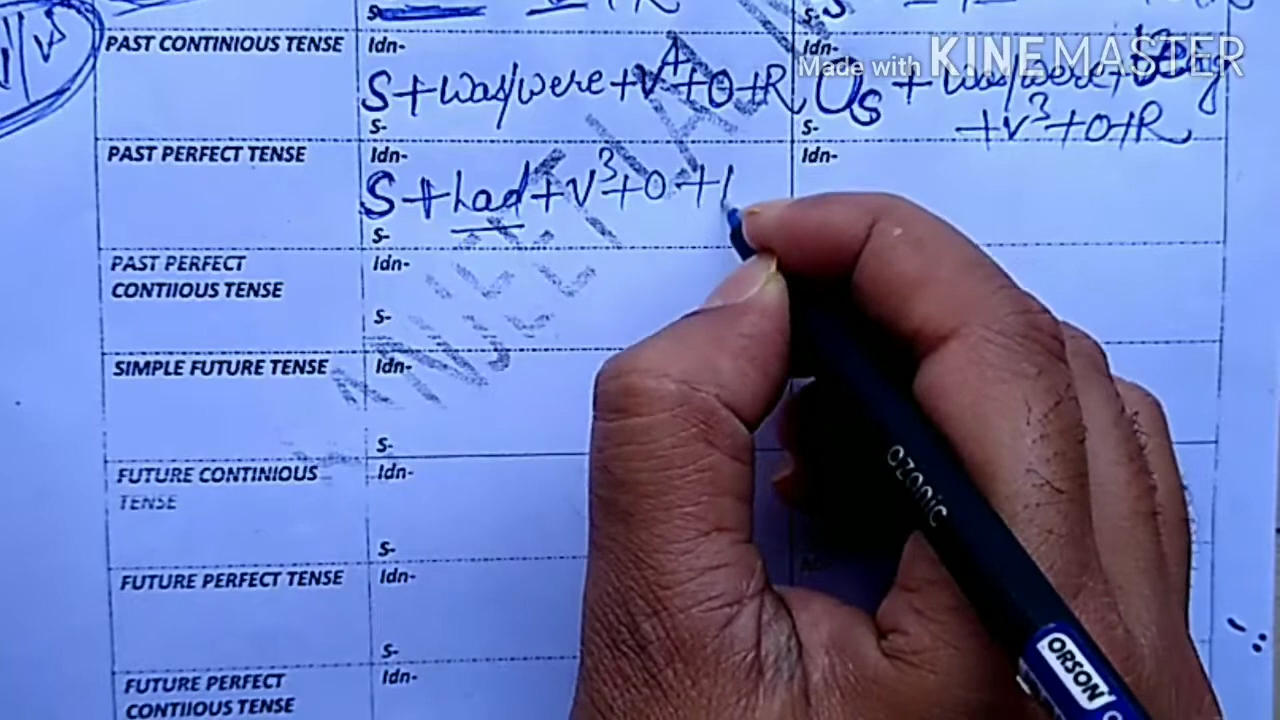 PAST CONTINIOUS TENSE
Idn-
S+was/were+V⁴+O+R
S-
Idn-
Os + was/were+being
+V³+O+R
S-
Made with KINEMASTER
PAST PERFECT TENSE
Idn-
S+had+V³+O+
S-
Idn-
PAST PERFECT
CONTIIOUS TENSE
Idn-
S-
SIMPLE FUTURE TENSE
Idn-
S-
FUTURE CONTINIOUS
TENSE
Idn-
S-
FUTURE PERFECT TENSE
Idn-
S-
FUTURE PERFECT
CONTIIOUS TENSE
Idn-
ozonic
ORSON